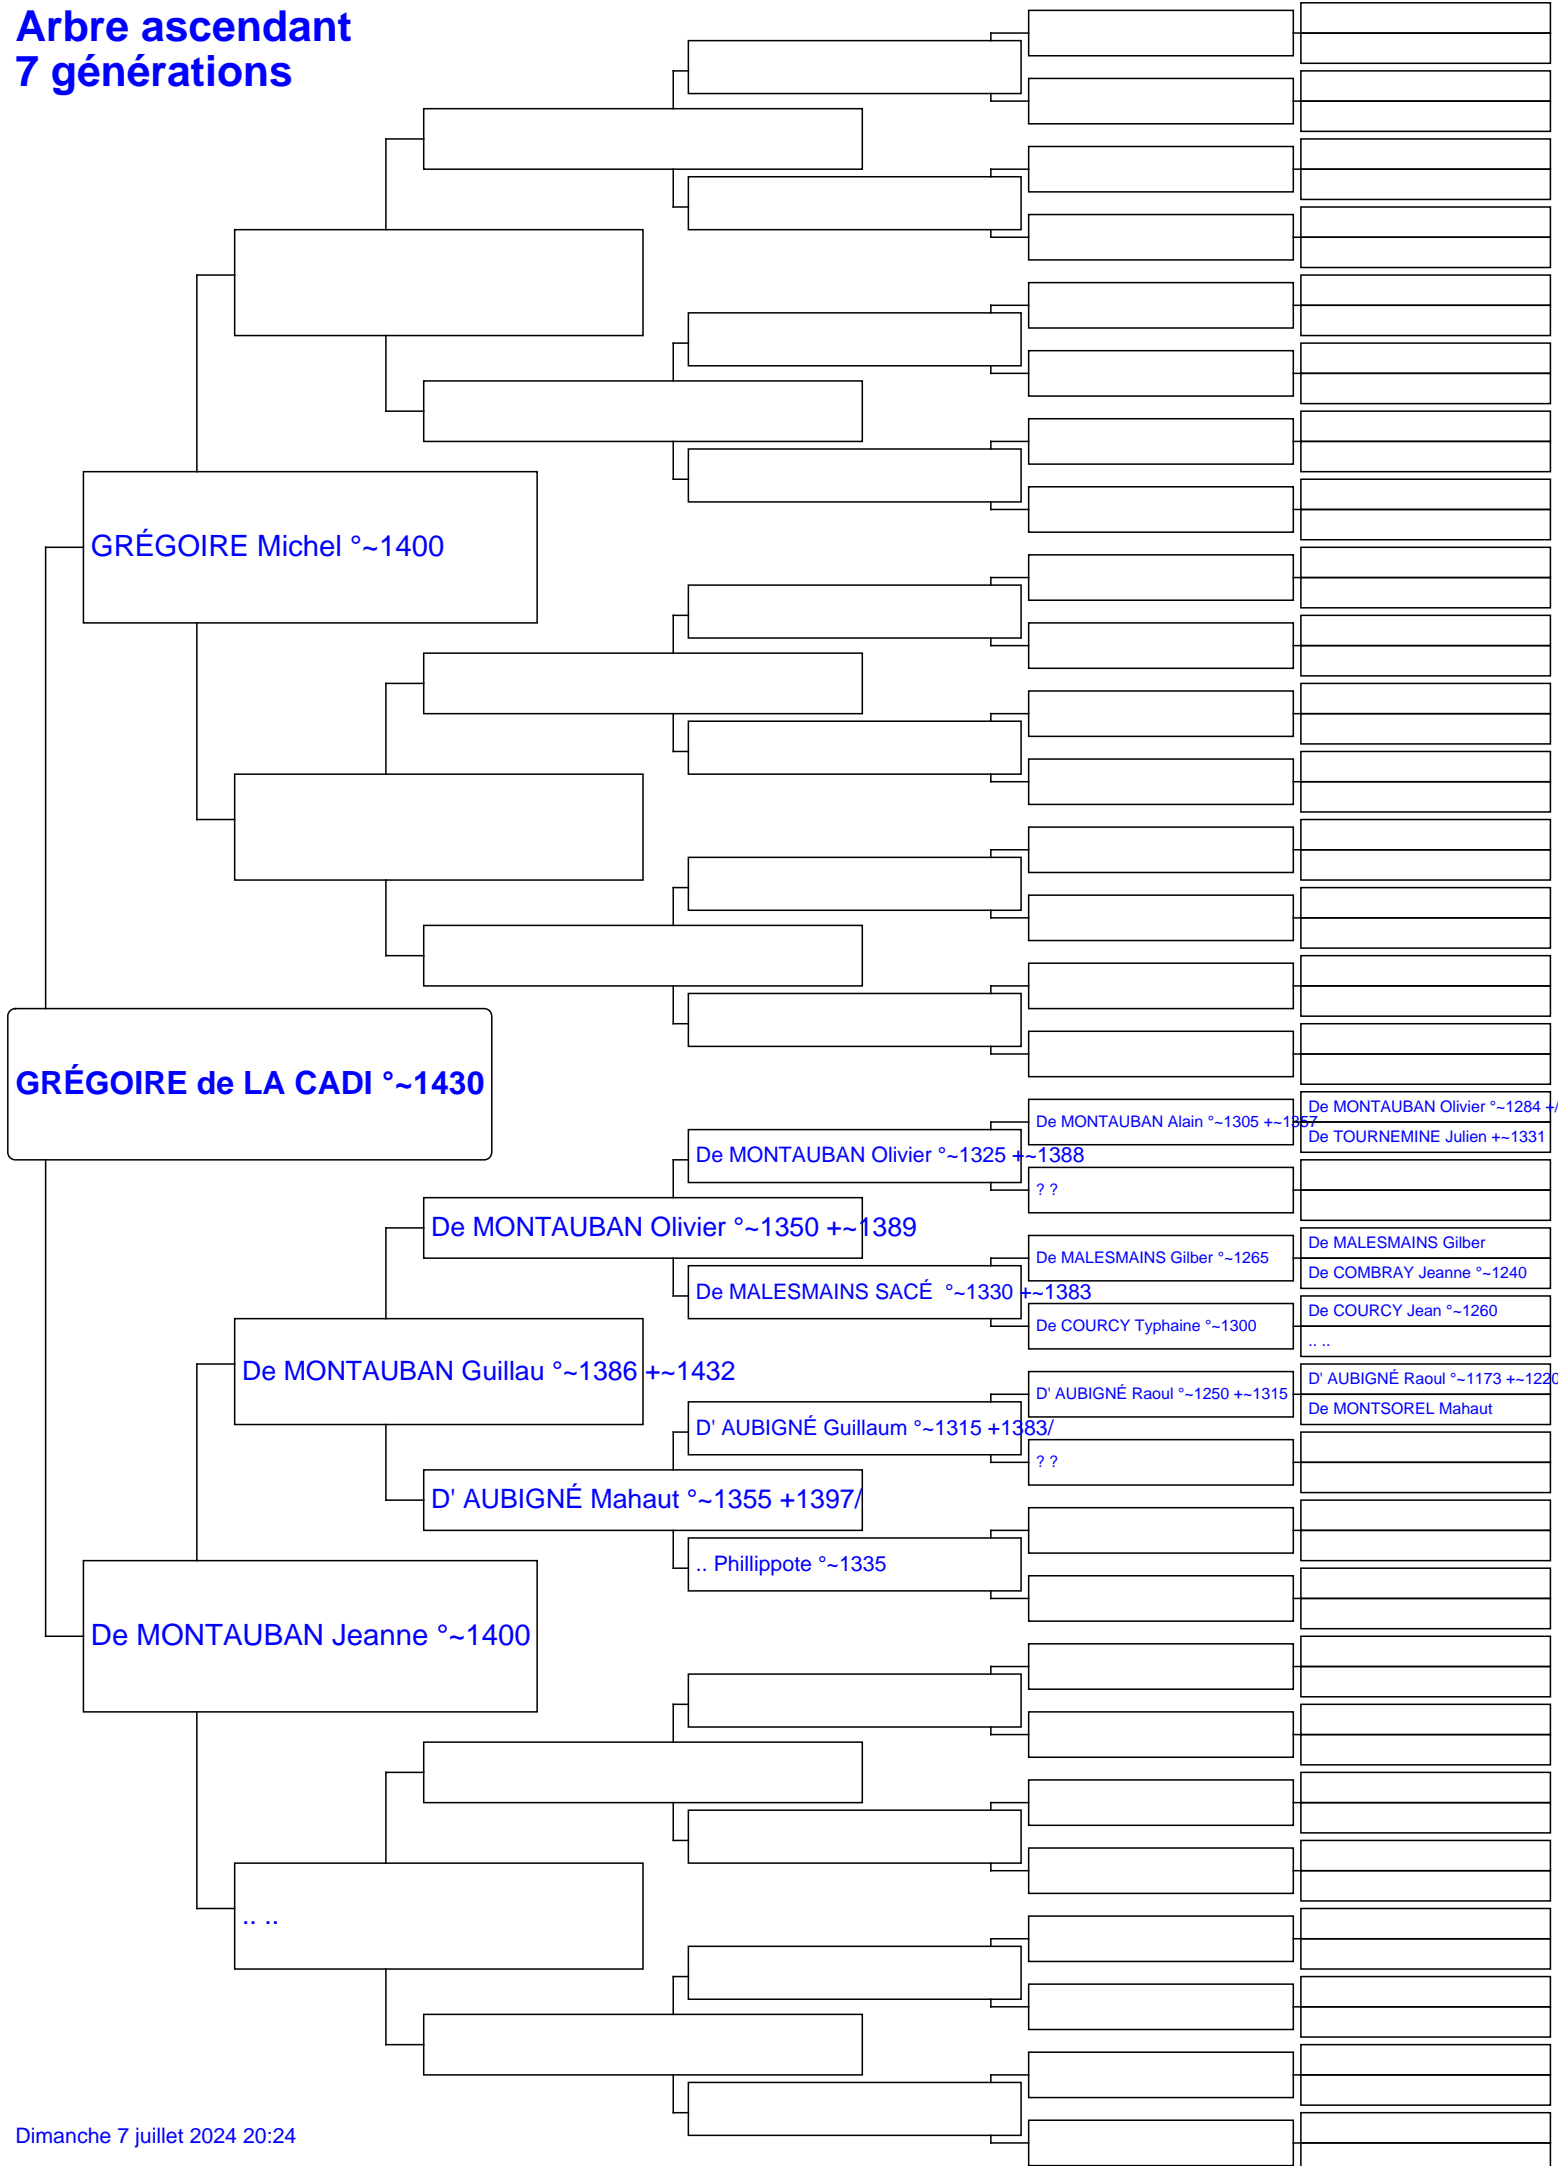 Arbre ascendant
7 générations
GRÉGOIRE Michel °~1400
GRÉGOIRE de LA CADI °~1430
De MONTAUBAN Olivier °~1284 +/
De MONTAUBAN Alain °~1305 +~1357
De TOURNEMINE Julien +~1331
De MONTAUBAN Olivier °~1325 +~1388
? ?
De MONTAUBAN Olivier °~1350 +~1389
De MALESMAINS Gilber
De MALESMAINS Gilber °~1265
De COMBRAY Jeanne °~1240
De MALESMAINS SACÉ  °~1330 +~1383
De COURCY Jean °~1260
De COURCY Typhaine °~1300
.. ..
De MONTAUBAN Guillau °~1386 +~1432
D' AUBIGNÉ Raoul °~1173 +~1220
D' AUBIGNÉ Raoul °~1250 +~1315
De MONTSOREL Mahaut
D' AUBIGNÉ Guillaum °~1315 +1383/
? ?
D' AUBIGNÉ Mahaut °~1355 +1397/
.. Phillippote °~1335
De MONTAUBAN Jeanne °~1400
.. ..
Dimanche 7 juillet 2024 20:24